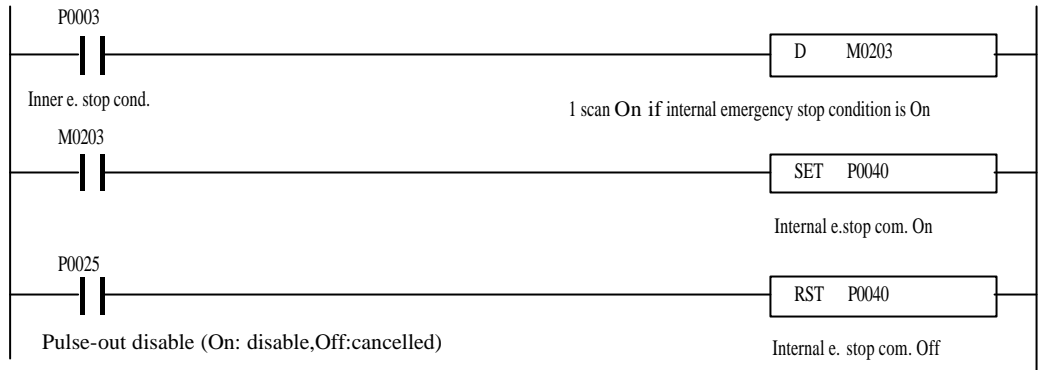 P0003
D M0203
Inner e. stop cond.
1 scan On if internal emergency stop condition is On
M0203
SET P0040
Internal e.stop com. On
P0025
RST P0040
Pulse-out disable (On: disable,Off:cancelled)
Internal e. stop com. Off